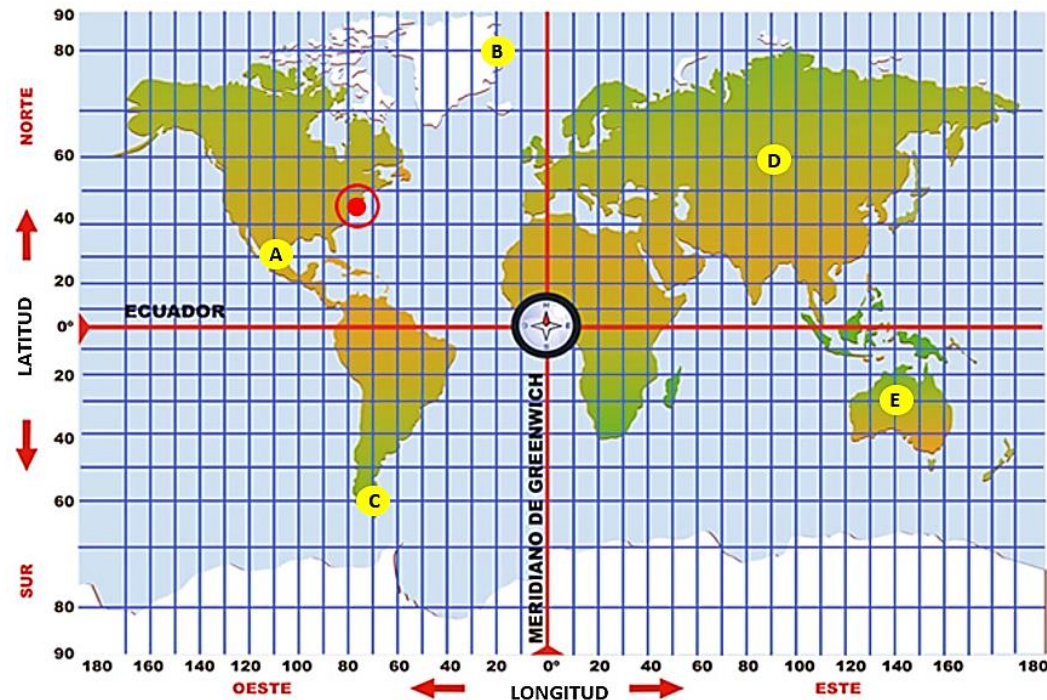 90
80
60
40
20
0°
20
40
60
80
90
NORTE
LATITUD
SUR
B
D
A
ECUADOR
E
C
MERIDIANO DE GREENWICH
180 160 140 120 100 80 60 40 20 0° 20 40 60 80 100 120 140 160 180
OESTE LONGITUD ESTE